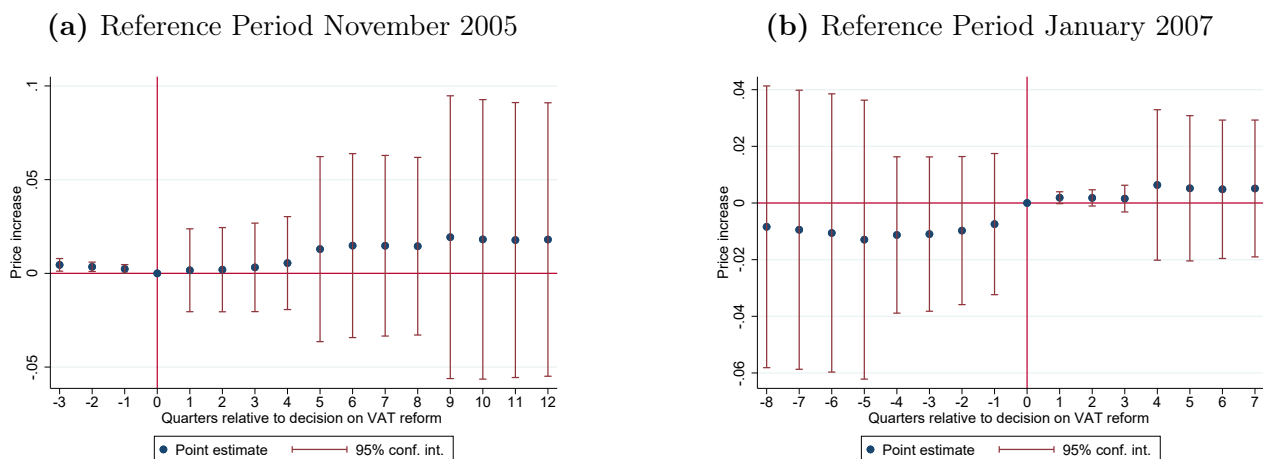 (a) Reference Period November 2005
Price increase
.1
.05
0
-.05
-3 -2 -1 0 1 2 3 4 5 6 7 8 9 10 11 12
Quarters relative to decision on VAT reform
Point estimate 95% conf. int.
(b) Reference Period January 2007
Price increase
.04
.02
0
-.02
-.04
-.06
-8 -7 -6 -5 -4 -3 -2 -1 0 1 2 3 4 5 6 7
Quarters relative to decision on VAT reform
Point estimate 95% conf. int.